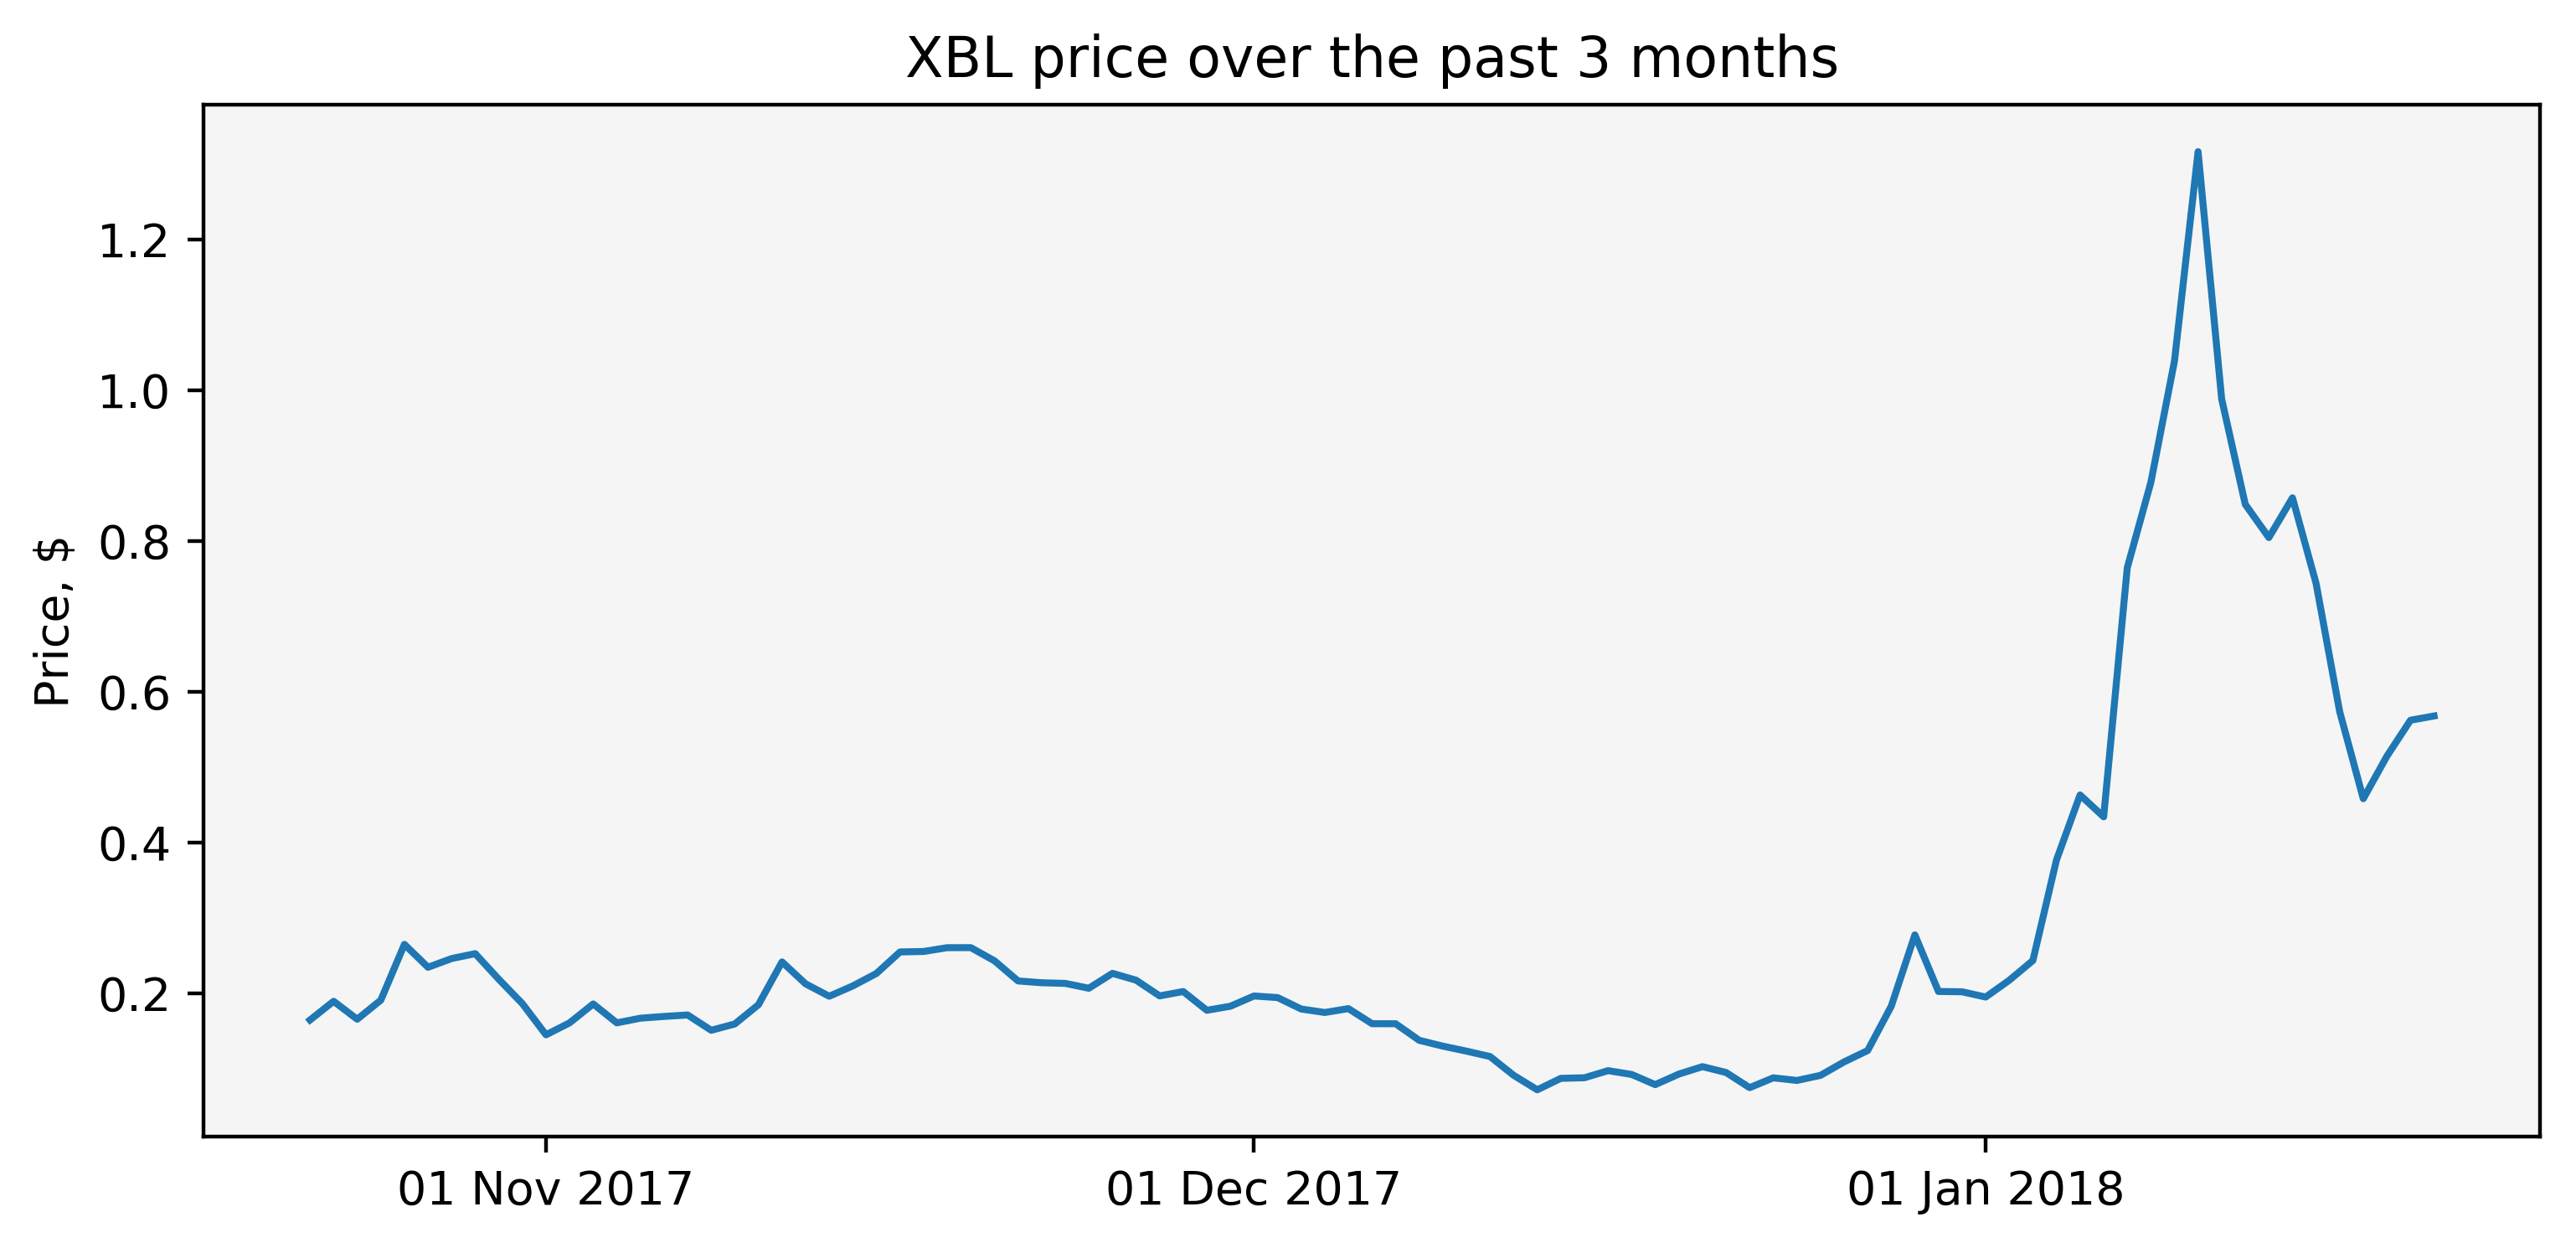 XBL price over the past 3 months
Price, $
1.2
1.0
0.8
0.6
0.4
0.2
01 Nov 2017
01 Dec 2017
01 Jan 2018